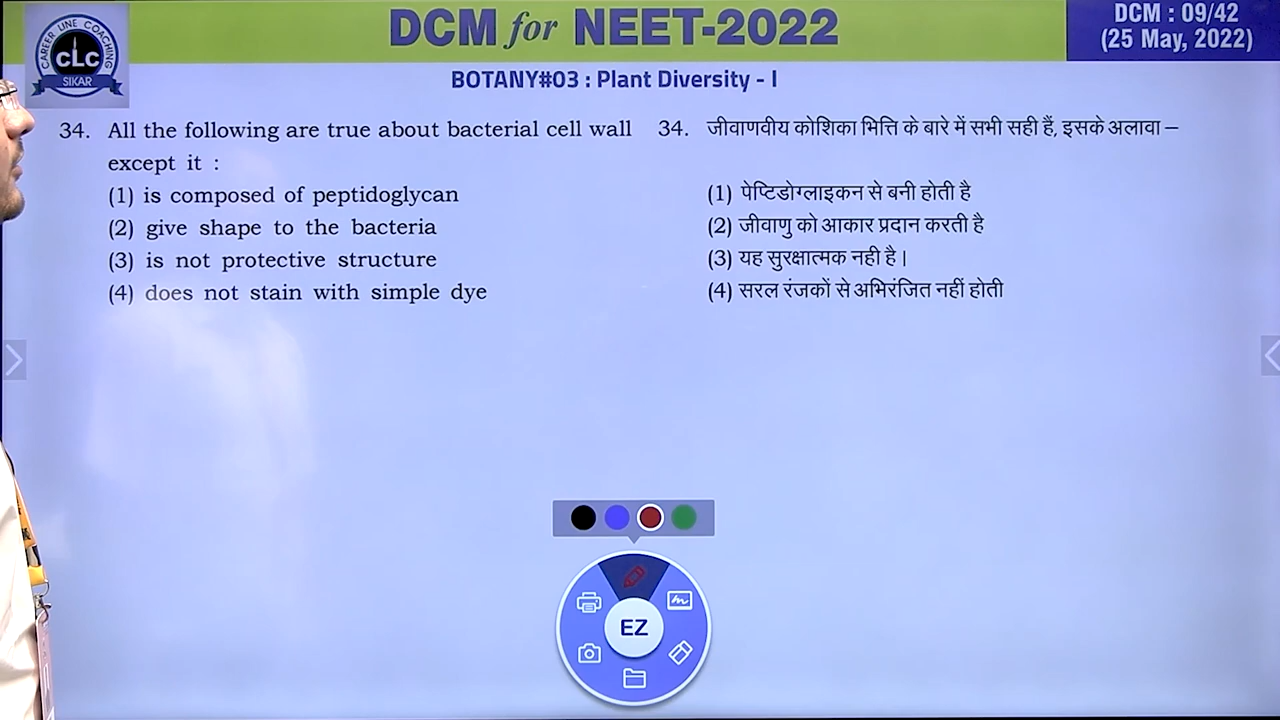 DCM for NEET-2022
DCM : 09/42
(25 May, 2022)
CAREER LINE COACHING
CLC
SIKAR
BOTANY#03 : Plant Diversity - I
34. All the following are true about bacterial cell wall
except it :
(1) is composed of peptidoglycan
(2) give shape to the bacteria
(3) is not protective structure
(4) does not stain with simple dye
34. जीवाणवीय कोशिका भित्ति के बारे में सभी सही हैं, इसके अलावा –
(1) पेप्टिडोग्लाइकन से बनी होती है
(2) जीवाणु को आकार प्रदान करती है
(3) यह सुरक्षात्मक नही है।
(4) सरल रंजकों से अभिरंजित नहीं होती
EZ